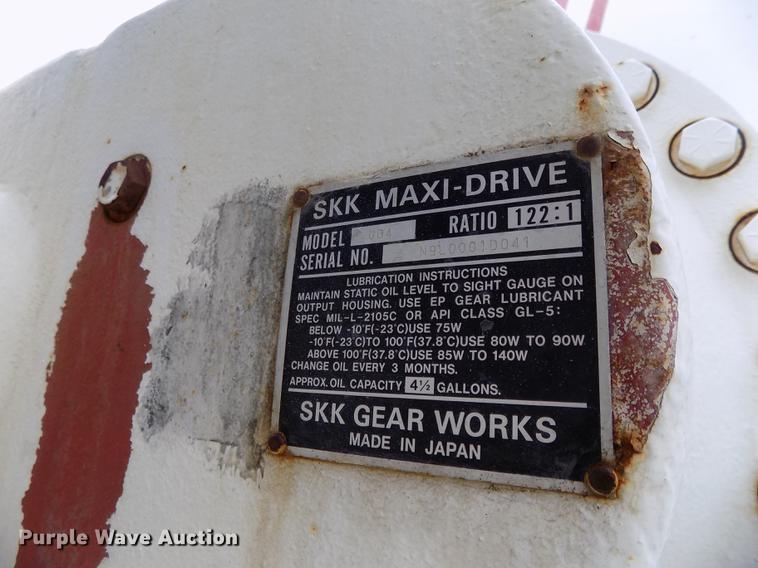 SKK MAXI-DRIVE
MODEL RATIO 122:1
SERIAL NO.
LUBRICATION INSTRUCTIONS
MAINTAIN STATIC OIL LEVEL TO SIGHT GAUGE ON
OUTPUT HOUSING. USE EP GEAR LUBRICANT
SPEC MIL-L-2105C OR API CLASS GL-5:
BELOW -10°F(-23°C)USE 75W
-10°F(-23°C)TO 100°F(37.8°C)USE 80W TO 90W
ABOVE 100°F(37.8°C)USE 85W TO 140W
CHANGE OIL EVERY 3 MONTHS.
APPROX. OIL CAPACITY 4½ GALLONS.
SKK GEAR WORKS
MADE IN JAPAN
Purple Wave Auction